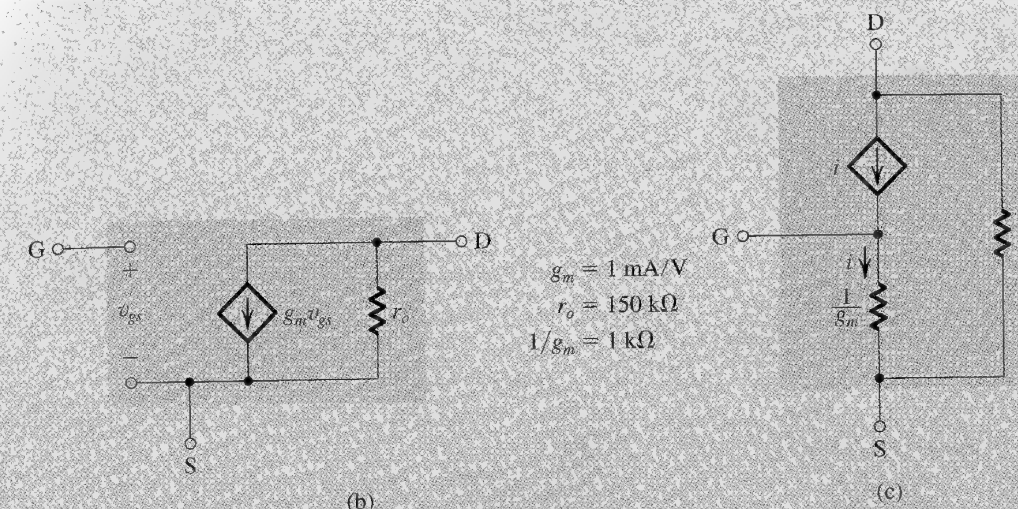 G
+
v_gs
−
g_m v_gs
r_o
D
S
(b)
g_m = 1 mA/V
r_o = 150 kΩ
1/g_m = 1 kΩ
D
i
G
i
1/g_m
S
(c)